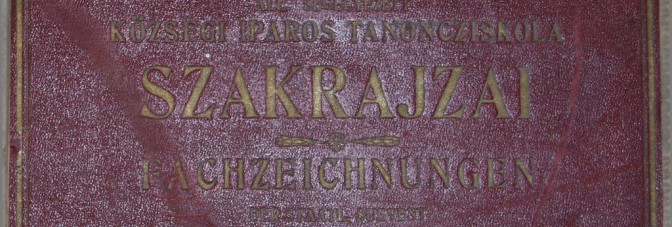 KÖZSÉGI IPAROS TANONCZISKOLA
SZAKRAJZAI
FACHZEICHNUNGEN